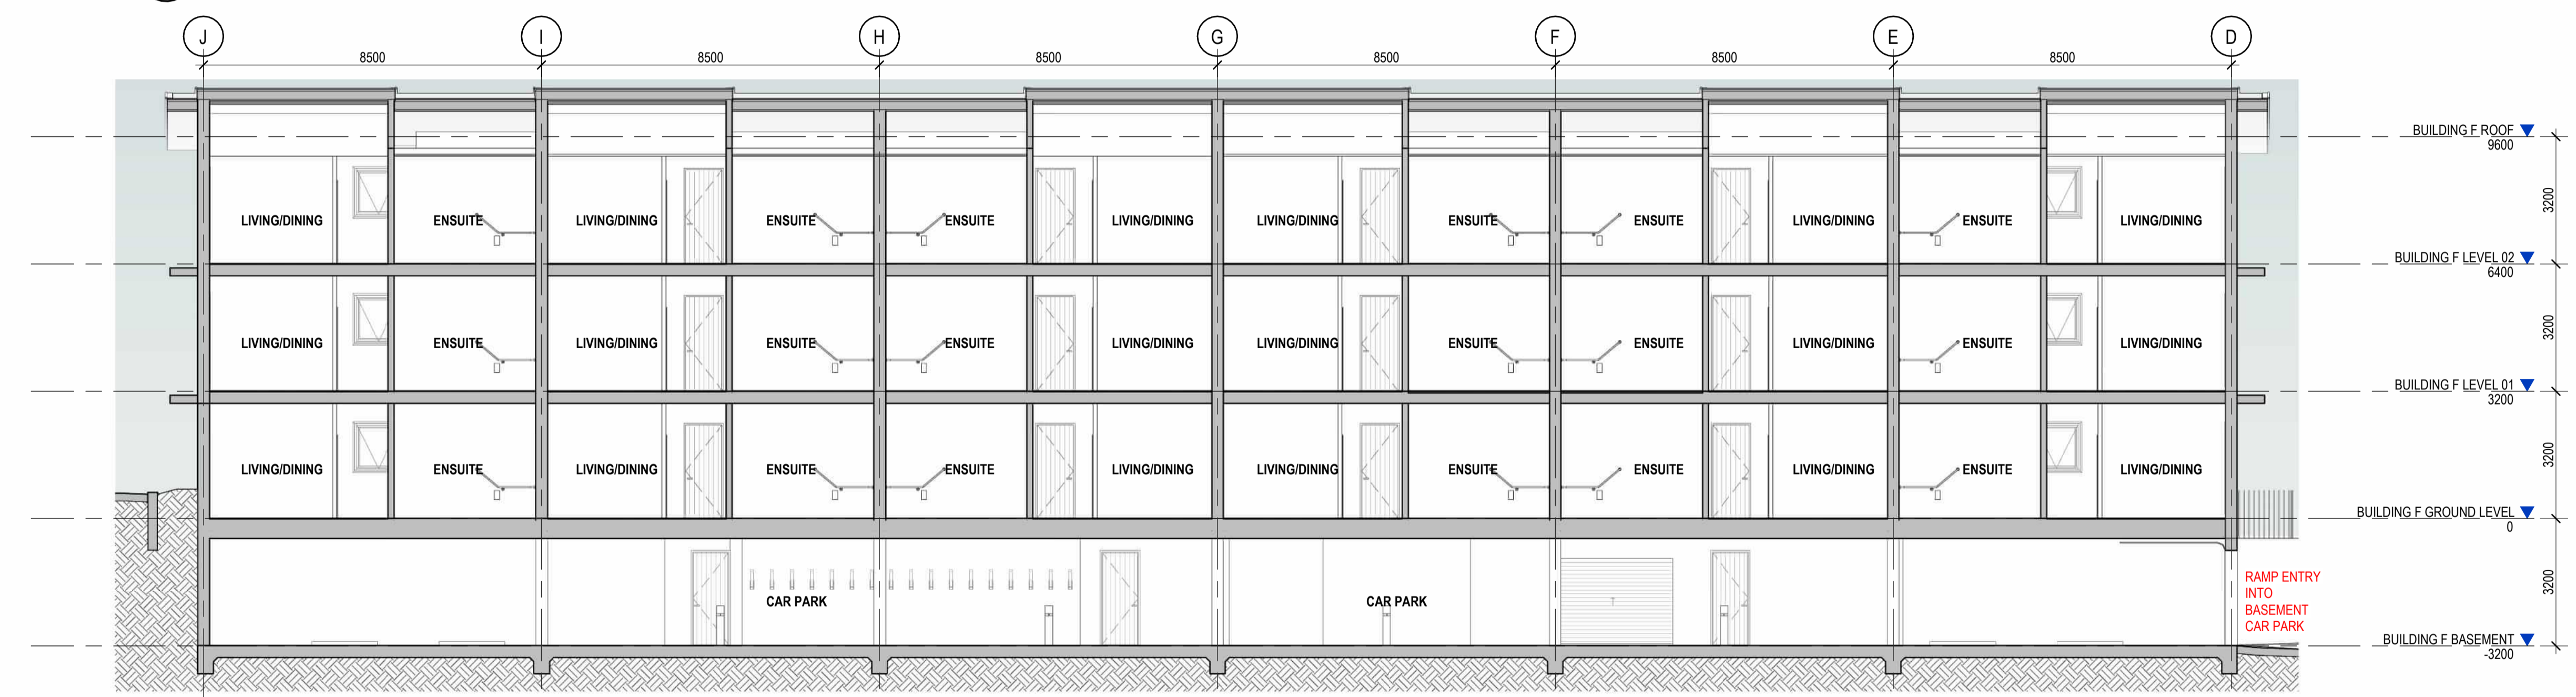 J I H G F E D
8500 8500 8500 8500 8500 8500
BUILDING F ROOF
9600
3200
LIVING/DINING ENSUITE LIVING/DINING ENSUITE ENSUITE LIVING/DINING LIVING/DINING ENSUITE ENSUITE LIVING/DINING ENSUITE LIVING/DINING
BUILDING F LEVEL 02
6400
3200
LIVING/DINING ENSUITE LIVING/DINING ENSUITE ENSUITE LIVING/DINING LIVING/DINING ENSUITE ENSUITE LIVING/DINING ENSUITE LIVING/DINING
BUILDING F LEVEL 01
3200
3200
LIVING/DINING ENSUITE LIVING/DINING ENSUITE ENSUITE LIVING/DINING LIVING/DINING ENSUITE ENSUITE LIVING/DINING ENSUITE LIVING/DINING
BUILDING F GROUND LEVEL
0
3200
CAR PARK CAR PARK
RAMP ENTRY
INTO
BASEMENT
CAR PARK
BUILDING F BASEMENT
-3200